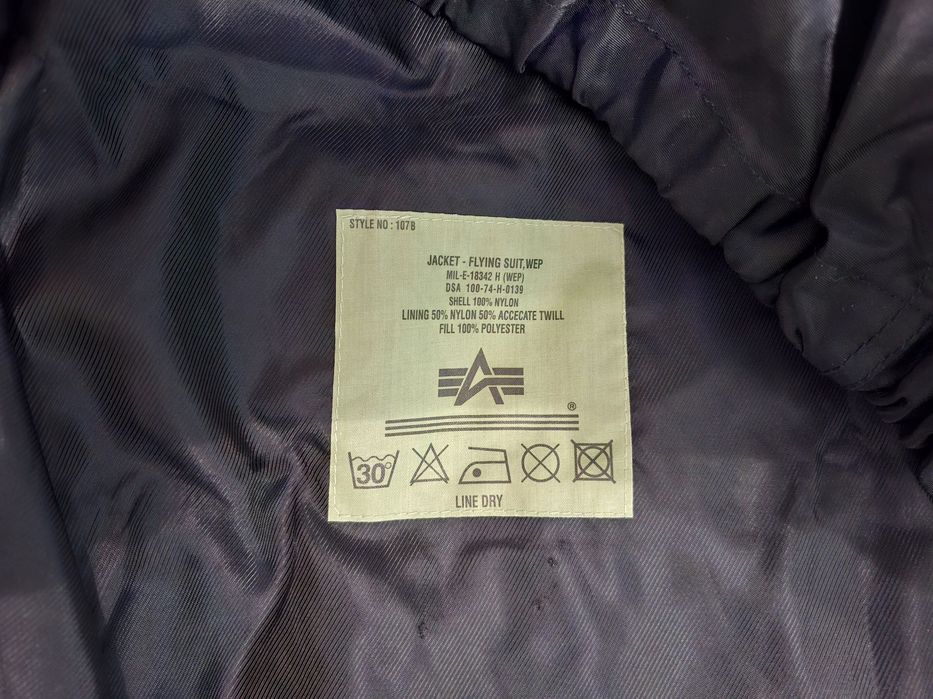 STYLE NO : 107B
JACKET - FLYING SUIT,WEP
MIL-E-18342 H (WEP)
DSA 100-74-H-0139
SHELL 100% NYLON
LINING 50% NYLON 50% ACCECATE TWILL
FILL 100% POLYESTER
®
30°
LINE DRY